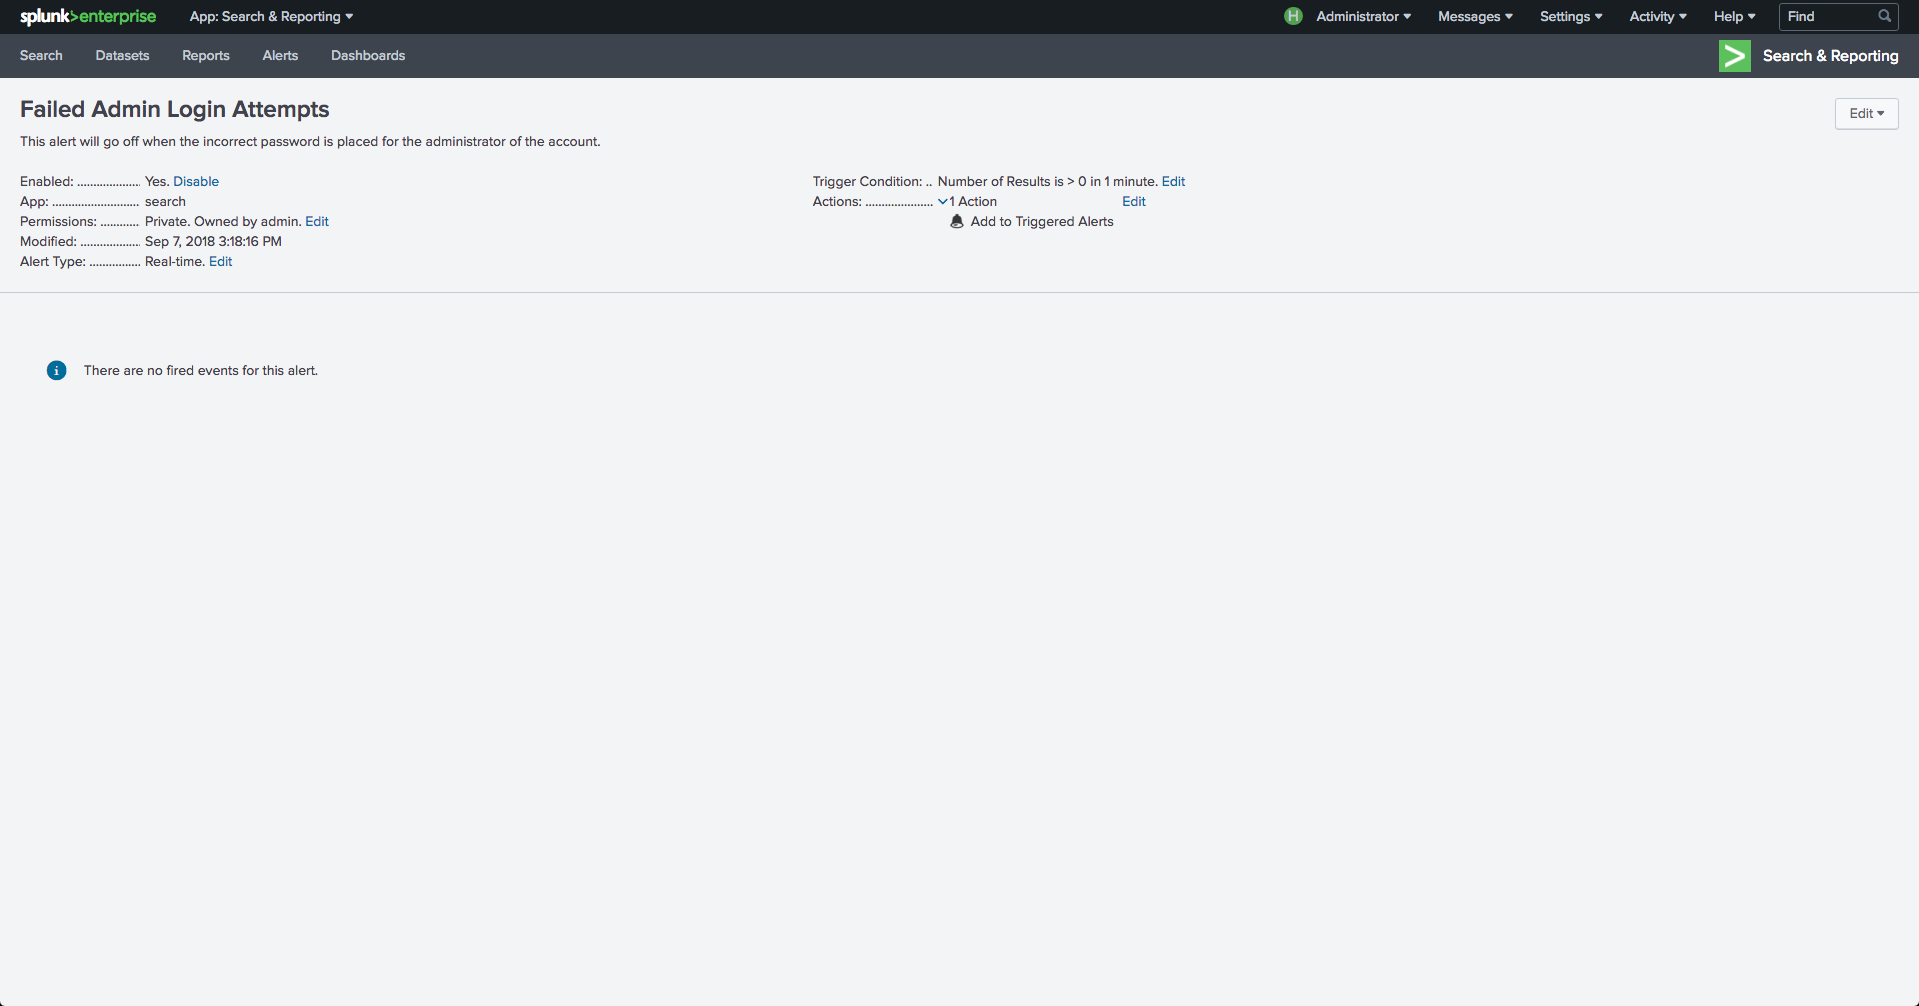 splunk>enterprise App: Search & Reporting H Administrator Messages Settings Activity Help Find
Search Datasets Reports Alerts Dashboards > Search & Reporting
Failed Admin Login Attempts
Edit
This alert will go off when the incorrect password is placed for the administrator of the account.
Enabled: ................... Yes. Disable
App: .......................... search
Permissions: ............ Private. Owned by admin. Edit
Modified: .................. Sep 7, 2018 3:18:16 PM
Alert Type: ............... Real-time. Edit
Trigger Condition: .. Number of Results is > 0 in 1 minute. Edit
Actions: .................... 1 Action Edit
Add to Triggered Alerts
i There are no fired events for this alert.